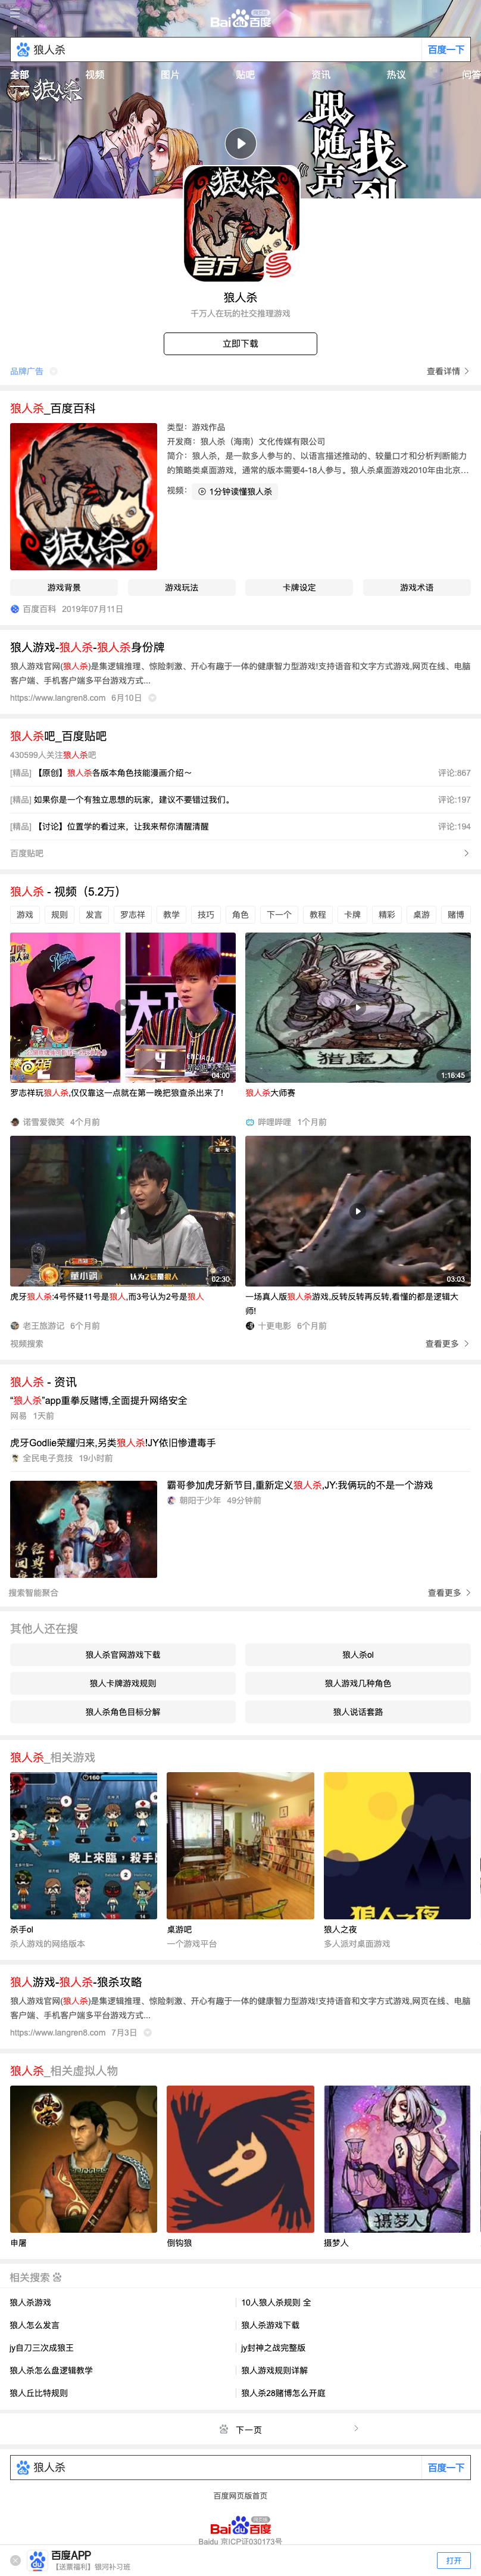 Bai du 百度
狼人杀
百度一下
全部 视频 图片 贴吧 资讯 热议 问答
狼人杀
跟随声
找到
狼人杀
官方
狼人杀
千万人在玩的社交推理游戏
立即下载
品牌广告
查看详情
狼人杀_百度百科
狼人杀
类型：游戏作品
开发商：狼人杀（海南）文化传媒有限公司
简介：狼人杀，是一款多人参与的、以语言描述推动的、较量口才和分析判断能力
的策略类桌面游戏，通常的版本需要4-18人参与。狼人杀桌面游戏2010年由北京...
视频： 1分钟读懂狼人杀
游戏背景 游戏玩法 卡牌设定 游戏术语
百度百科 2019年07月11日
狼人游戏-狼人杀-狼人杀身份牌
狼人游戏官网(狼人杀)是集逻辑推理、惊险刺激、开心有趣于一体的健康智力型游戏!支持语音和文字方式游戏,网页在线、电脑
客户端、手机客户端多平台游戏方式...
https://www.langren8.com 6月10日
狼人杀吧_百度贴吧
430599人关注狼人杀吧
[精品] 【原创】狼人杀各版本角色技能漫画介绍～ 评论:867
[精品] 如果你是一个有独立思想的玩家，建议不要错过我们。 评论:197
[精品] 【讨论】位置学的看过来，让我来帮你清醒清醒 评论:194
百度贴吧
狼人杀 - 视频（5.2万）
游戏 规则 发言 罗志祥 教学 技巧 角色 下一个 教程 卡牌 精彩 桌游 赌博
4
04:00
猎魔人
1:16:45
罗志祥玩狼人杀,仅仅靠这一点就在第一晚把狼查杀出来了!
狼人杀大师赛
诺雪爱微笑 4个月前
哔哩哔哩 1个月前
董小飒
认为2号是狼人
02:30
03:03
虎牙狼人杀:4号怀疑11号是狼人,而3号认为2号是狼人
一场真人版狼人杀游戏,反转反转再反转,看懂的都是逻辑大
师!
老王旅游记 6个月前
十更电影 6个月前
视频搜索
查看更多
狼人杀 - 资讯
“狼人杀”app重拳反赌博,全面提升网络安全
网易 1天前
虎牙Godlie荣耀归来,另类狼人杀!JY依旧惨遭毒手
全民电子竞技 19小时前
霸哥参加虎牙新节目,重新定义狼人杀,JY:我俩玩的不是一个游戏
朝阳于少年 49分钟前
搜索智能聚合
查看更多
其他人还在搜
狼人杀官网游戏下载 狼人杀ol
狼人卡牌游戏规则 狼人游戏几种角色
狼人杀角色目标分解 狼人说话套路
狼人杀_相关游戏
晚上來臨，殺手出
狼人之夜
杀手ol 桌游吧 狼人之夜
杀人游戏的网络版本 一个游戏平台 多人派对桌面游戏
狼人游戏-狼人杀-狼杀攻略
狼人游戏官网(狼人杀)是集逻辑推理、惊险刺激、开心有趣于一体的健康智力型游戏!支持语音和文字方式游戏,网页在线、电脑
客户端、手机客户端多平台游戏方式...
https://www.langren8.com 7月3日
狼人杀_相关虚拟人物
摄梦人
申屠 倒钩狼 摄梦人
相关搜索
狼人杀游戏 10人狼人杀规则 全
狼人怎么发言 狼人杀游戏下载
jy自刀三次成狼王 jy封神之战完整版
狼人杀怎么盘逻辑教学 狼人游戏规则详解
狼人丘比特规则 狼人杀28赌博怎么开庭
下一页
狼人杀
百度一下
百度网页版首页
Bai du 百度
Baidu 京ICP证030173号
百度APP
【送票福利】银河补习班
打开